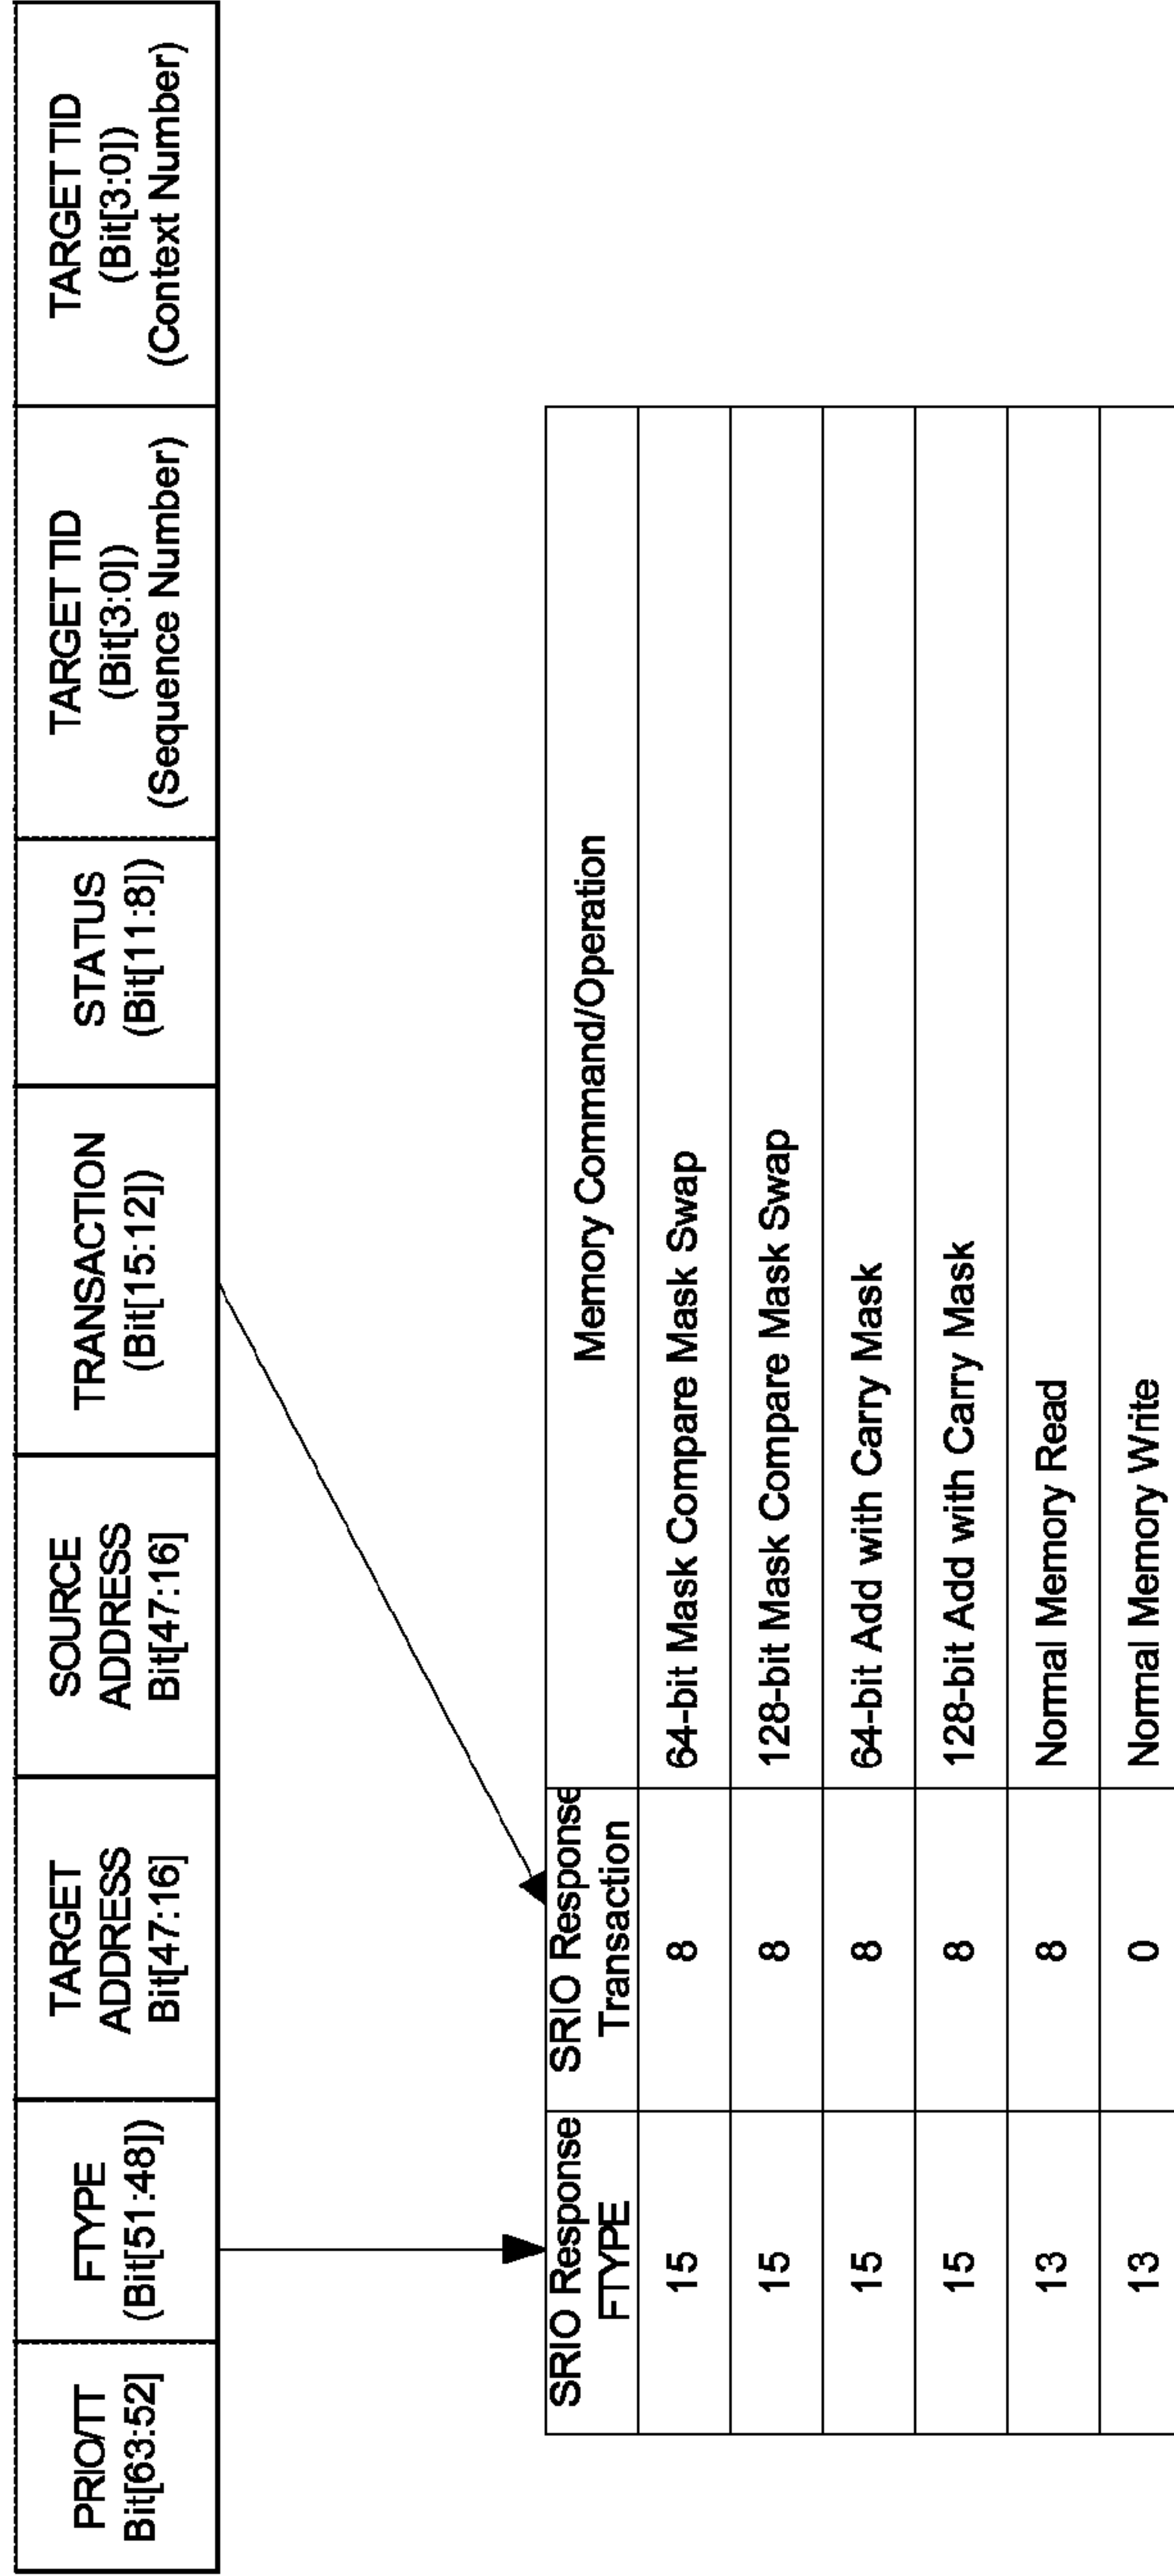 PRIO/TT
Bit[63:52]
FTYPE
(Bit[51:48])
TARGET
ADDRESS
Bit[47:16]
SOURCE
ADDRESS
Bit[47:16]
TRANSACTION
(Bit[15:12])
STATUS
(Bit[11:8])
TARGET TID
(Bit[3:0])
(Sequence Number)
TARGET TID
(Bit[3:0])
(Context Number)
SRIO Response
FTYPE
SRIO Response
Transaction
Memory Command/Operation
15 8 64-bit Mask Compare Mask Swap
15 8 128-bit Mask Compare Mask Swap
15 8 64-bit Add with Carry Mask
15 8 128-bit Add with Carry Mask
13 8 Normal Memory Read
13 0 Normal Memory Write